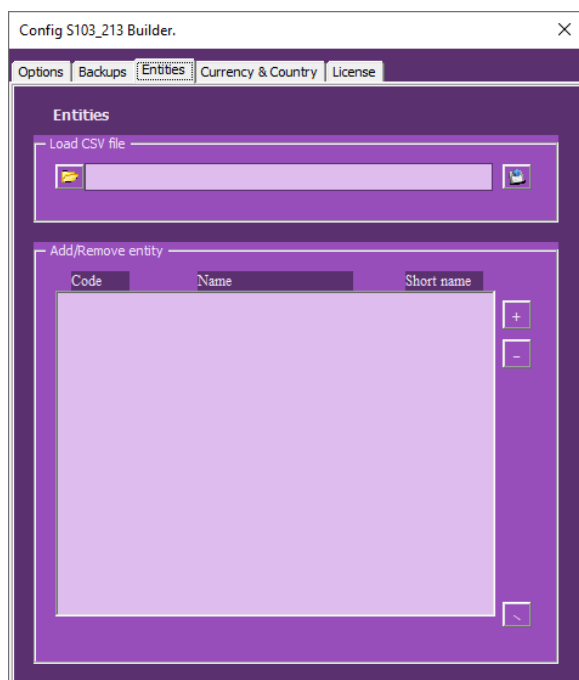 Config S103_213 Builder.
Options Backups Entities Currency & Country License
Entities
Load CSV file
Add/Remove entity
Code Name Short name
+
-